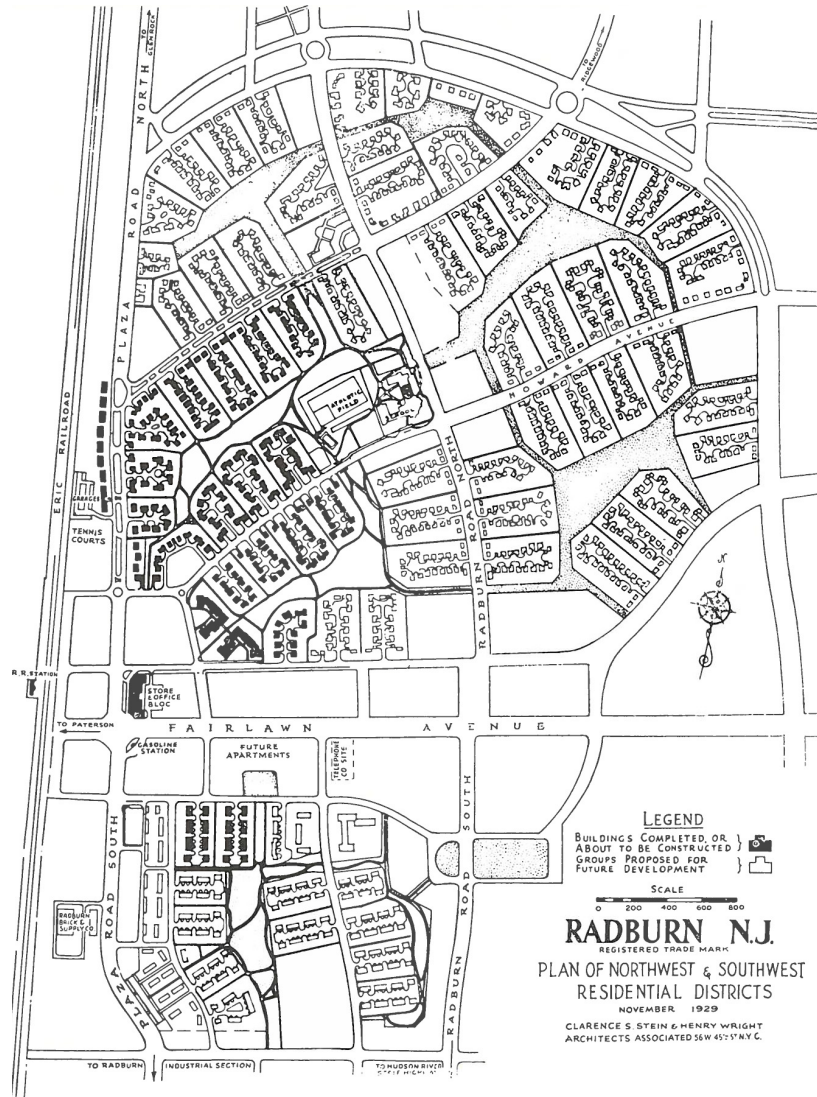 TO GLEN ROCK
TO RIDGEWOOD
PLAZA ROAD NORTH
ERIC RAILROAD
HOWARD AVENUE
ATHLETIC
FIELD
SCHOOL
RADBURN ROAD NORTH
GARAGES
TENNIS
COURTS
N
R.R. STATION
STORE
& OFFICE
BLOC
TO PATERSON
FAIRLAWN AVENUE
GASOLINE
STATION
FUTURE
APARTMENTS
TELEPHONE
CO SITE
PLAZA ROAD SOUTH
RADBURN ROAD SOUTH
RADBURN
BRICK &
SUPPLY CO.
TO RADBURN INDUSTRIAL SECTION
TO HUDSON RIVER
LEGEND
BUILDINGS COMPLETED, OR
ABOUT TO BE CONSTRUCTED
GROUPS PROPOSED FOR
FUTURE DEVELOPMENT
SCALE
0 200 400 600 800
RADBURN N.J.
REGISTERED TRADE MARK
PLAN OF NORTHWEST & SOUTHWEST
RESIDENTIAL DISTRICTS
NOVEMBER 1929
CLARENCE S. STEIN & HENRY WRIGHT
ARCHITECTS ASSOCIATED 56 W 45TH ST N.Y.C.